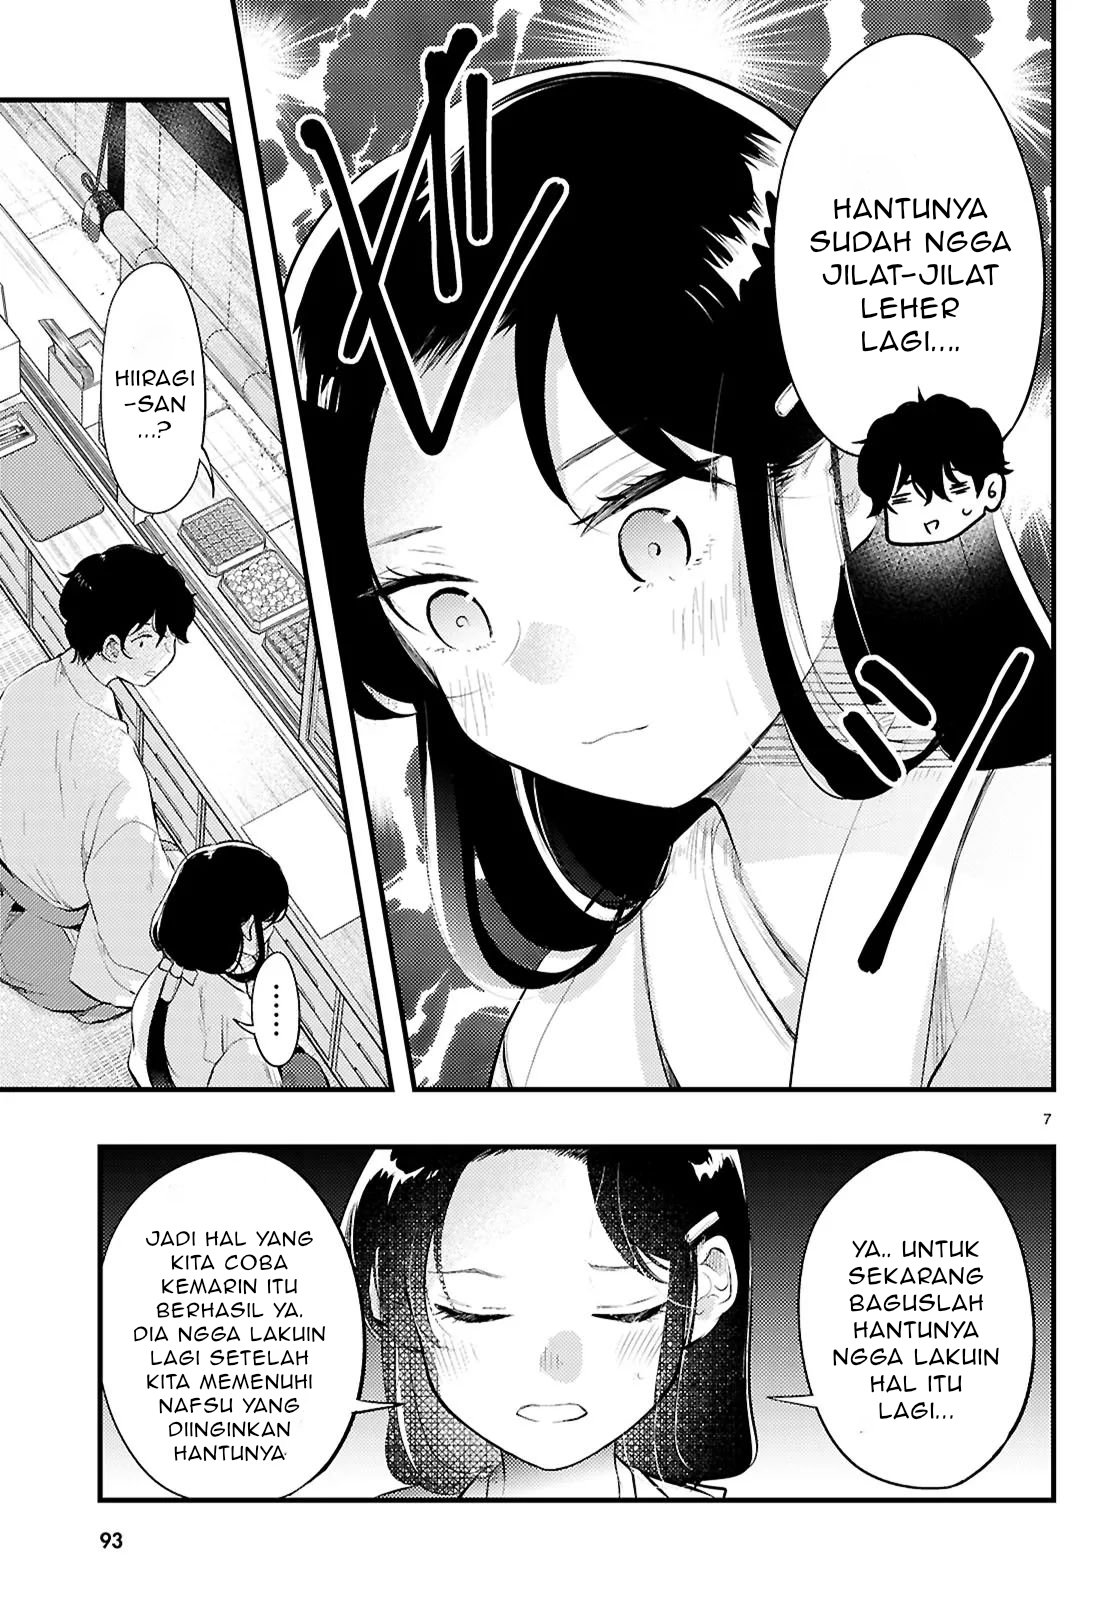 HANTUNYA
SUDAH NGGA
JILAT-JILAT
LEHER
LAGI....
HIIRAGI
-SAN
...?
......
7
YA.. UNTUK
SEKARANG
BAGUSLAH
HANTUNYA
NGGA LAKUIN
HAL ITU
LAGI...
JADI HAL YANG
KITA COBA
KEMARIN ITU
BERHASIL YA.
DIA NGGA LAKUIN
LAGI SETELAH
KITA MEMENUHI
NAFSU YANG
DIINGINKAN
HANTUNYA
93